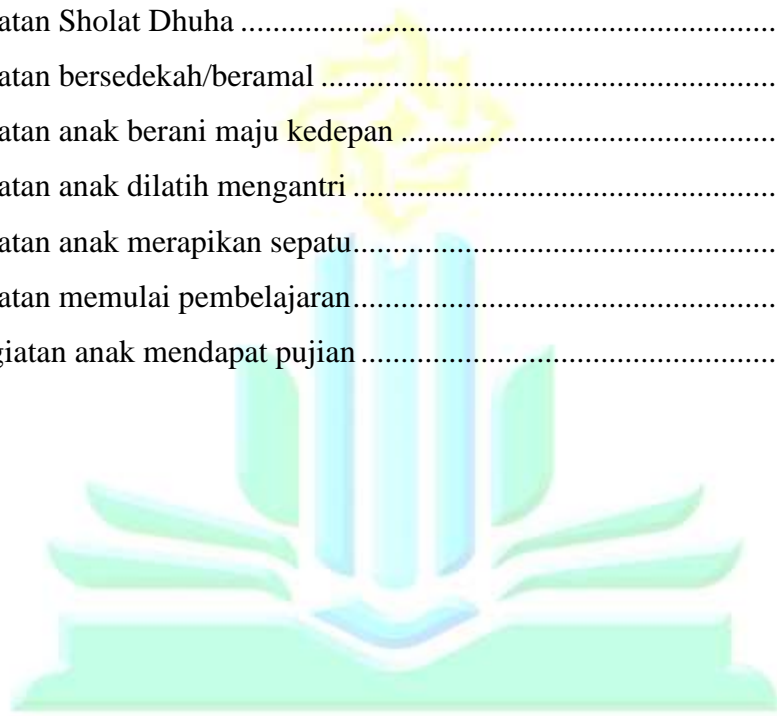 atan Sholat Dhuha ................................................................................
atan bersedekah/beramal ....................................................................
atan anak berani maju kedepan ........................................................
atan anak dilatih mengantri ...............................................................
atan anak merapikan sepatu...............................................................
atan memulai pembelajaran...............................................................
giatan anak mendapat pujian ..............................................................